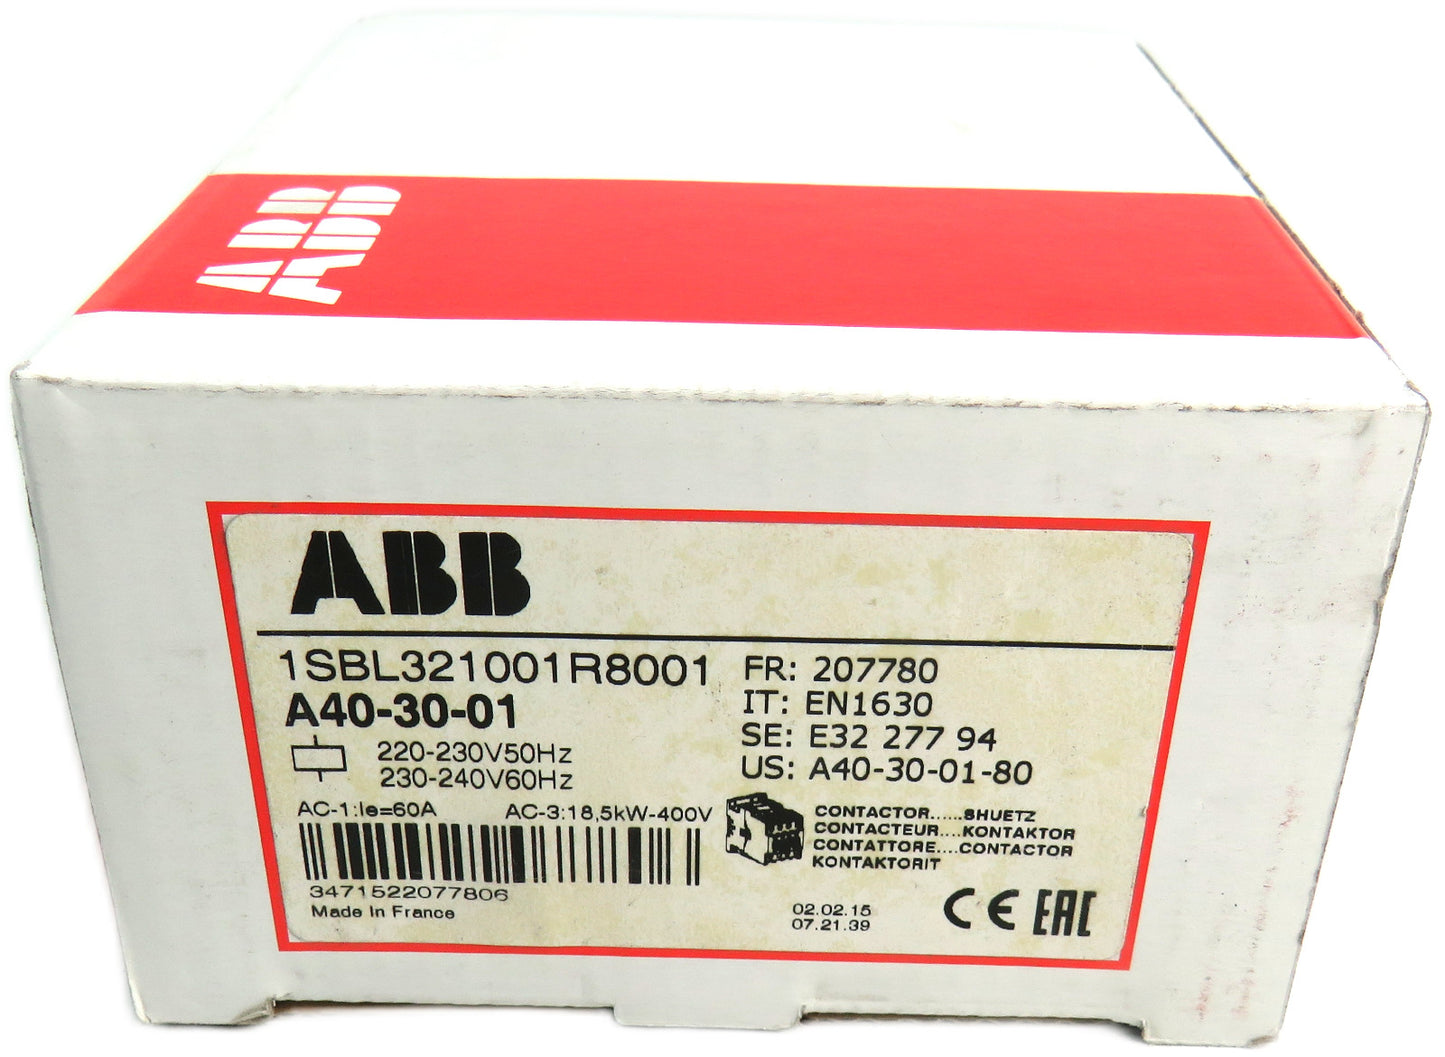 ABB
ABB
ABB
1SBL321001R8001
A40-30-01
220-230V50Hz
230-240V60Hz
AC-1:Ie=60A AC-3:18,5kW-400V
3471522077806
Made In France
FR: 207780
IT: EN1630
SE: E32 277 94
US: A40-30-01-80
CONTACTOR......SHUETZ
CONTACTEUR....KONTAKTOR
CONTATTORE....CONTACTOR
KONTAKTORIT
02.02.15
07.21.39
CE EAC